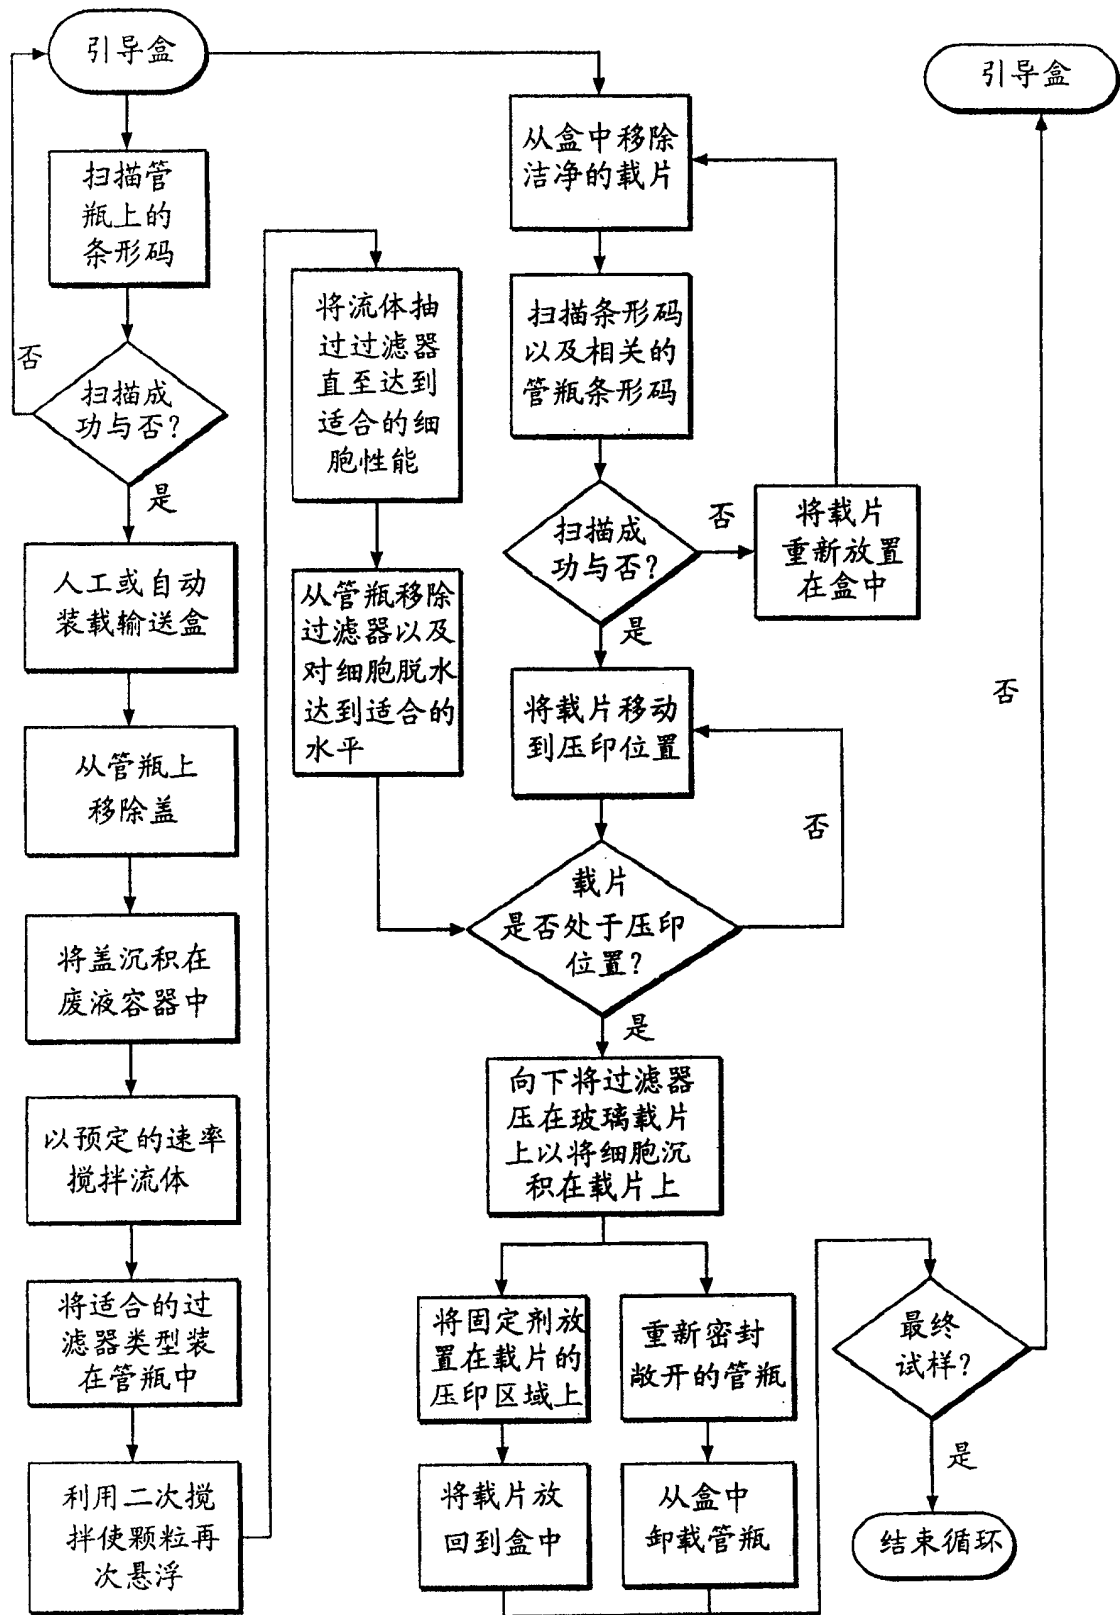 引导盒
扫描管
瓶上的
条形码
否
扫描成
功与否?
是
人工或自动
装载输送盒
从管瓶上
移除盖
将盖沉积在
废液容器中
以预定的速率
搅拌流体
将适合的过
滤器类型装
在管瓶中
利用二次搅
拌使颗粒再
次悬浮
将流体抽
过过滤器
直至达到
适合的细
胞性能
从管瓶移除
过滤器以及
对细胞脱水
达到适合的
水平
从盒中移除
洁净的载片
扫描条形码
以及相关的
管瓶条形码
扫描成
功与否?
否
将载片
重新放置
在盒中
是
将载片移动
到压印位置
否
载片
是否处于压印
位置?
是
向下将过滤器
压在玻璃载片
上以将细胞沉
积在载片上
将固定剂放
置在载片的
压印区域上
将载片放
回到盒中
重新密封
敞开的管瓶
从盒中
卸载管瓶
最终
试样?
否
引导盒
是
结束循环